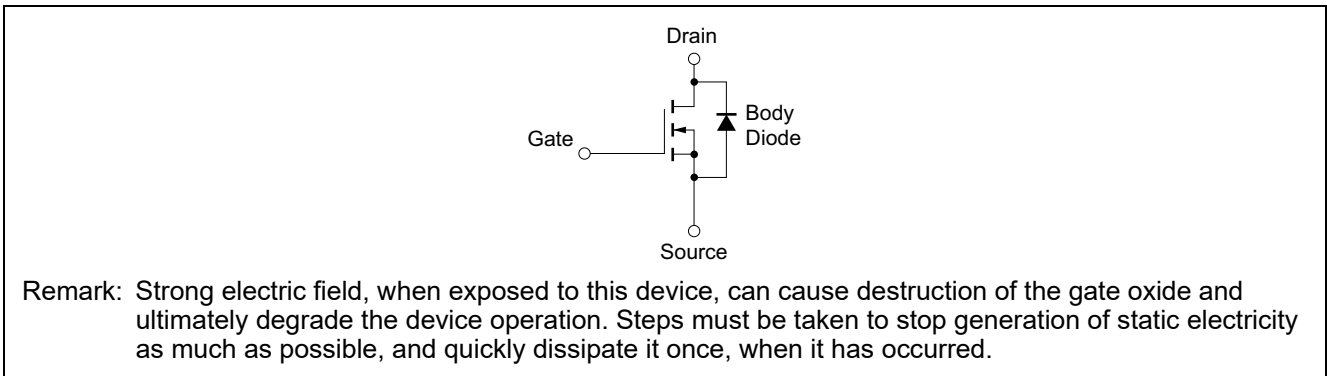 Drain
Body
Diode
Gate
Source
Remark: Strong electric field, when exposed to this device, can cause destruction of the gate oxide and
ultimately degrade the device operation. Steps must be taken to stop generation of static electricity
as much as possible, and quickly dissipate it once, when it has occurred.